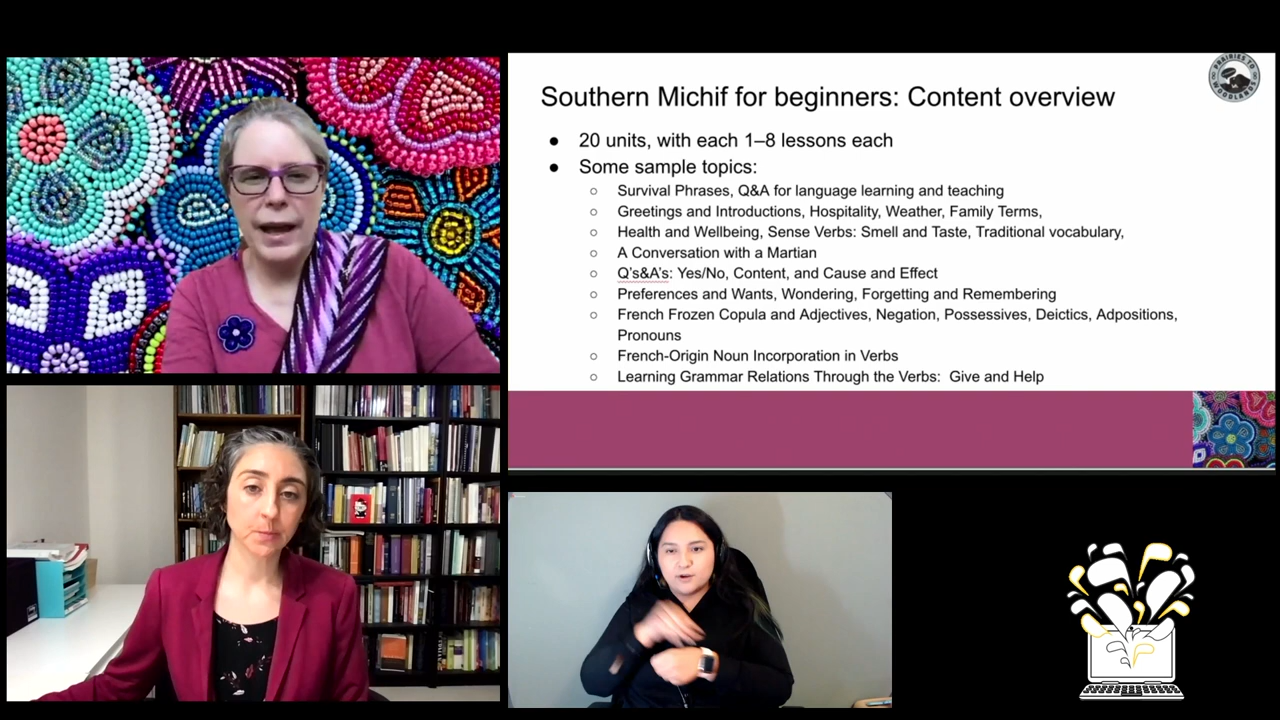 PRAIRIES TO
WOODLANDS
Southern Michif for beginners: Content overview
● 20 units, with each 1–8 lessons each
● Some sample topics:
○ Survival Phrases, Q&A for language learning and teaching
○ Greetings and Introductions, Hospitality, Weather, Family Terms,
○ Health and Wellbeing, Sense Verbs: Smell and Taste, Traditional vocabulary,
○ A Conversation with a Martian
○ Q's&A's: Yes/No, Content, and Cause and Effect
○ Preferences and Wants, Wondering, Forgetting and Remembering
○ French Frozen Copula and Adjectives, Negation, Possessives, Deictics, Adpositions,
Pronouns
○ French-Origin Noun Incorporation in Verbs
○ Learning Grammar Relations Through the Verbs: Give and Help